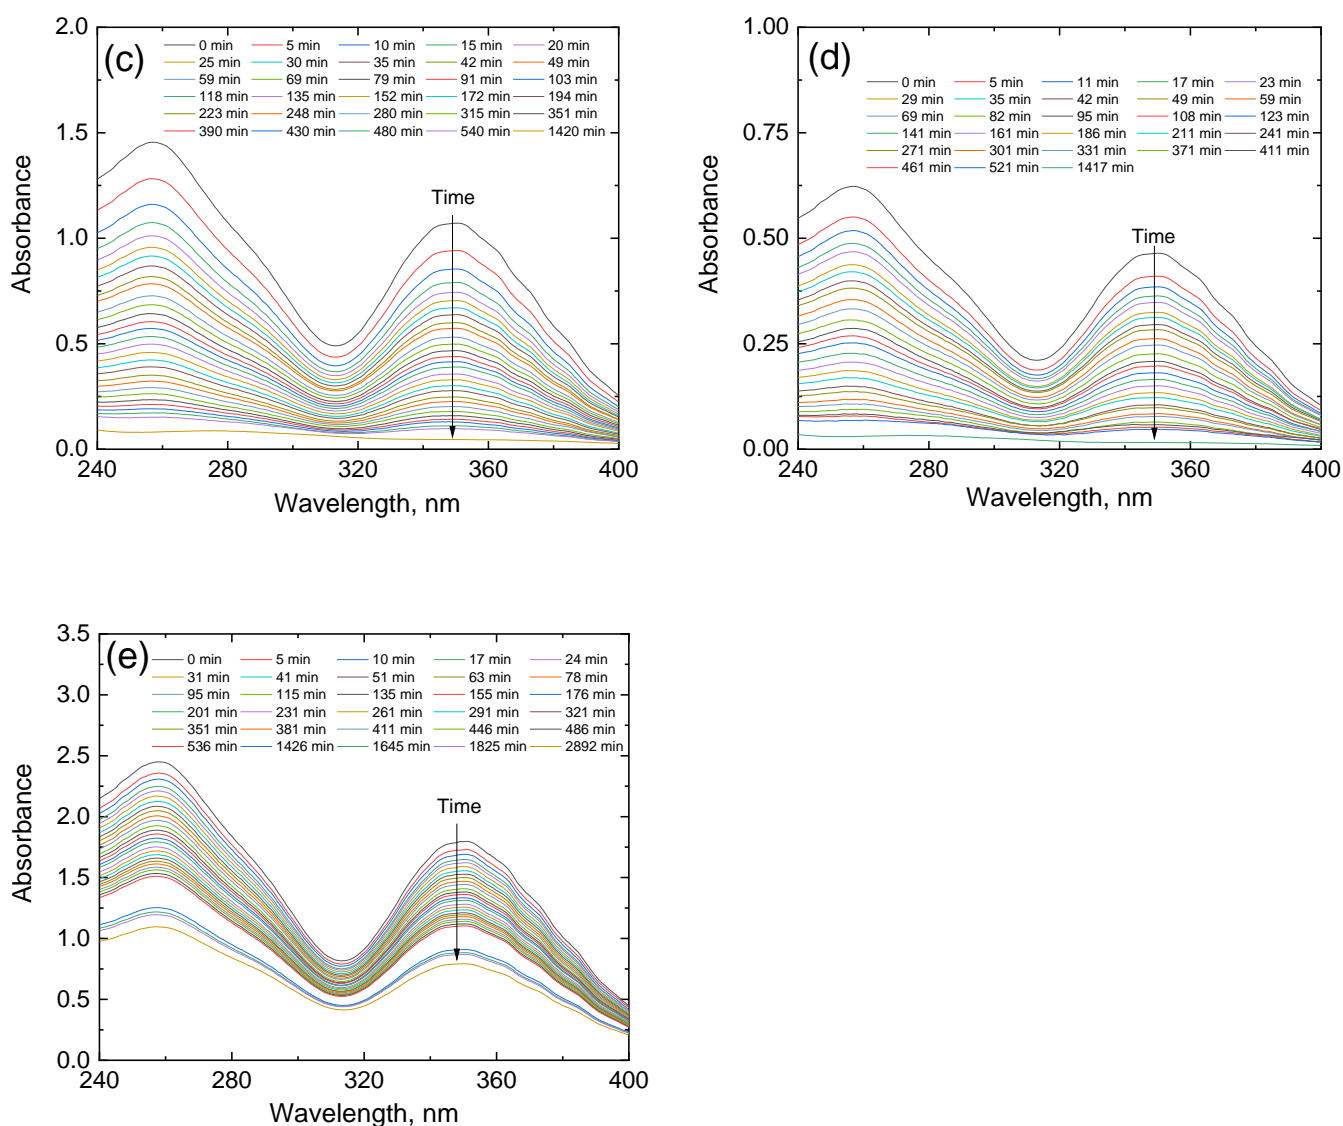 (c)
0 min 5 min 10 min 15 min 20 min
25 min 30 min 35 min 42 min 49 min
59 min 69 min 79 min 91 min 103 min
118 min 135 min 152 min 172 min 194 min
223 min 248 min 280 min 315 min 351 min
390 min 430 min 480 min 540 min 1420 min
Time
Absorbance
2.0
1.5
1.0
0.5
0.0
240 280 320 360 400
Wavelength, nm
(d)
0 min 5 min 11 min 17 min 23 min
29 min 35 min 42 min 49 min 59 min
69 min 82 min 95 min 108 min 123 min
141 min 161 min 186 min 211 min 241 min
271 min 301 min 331 min 371 min 411 min
461 min 521 min 1417 min
Time
Absorbance
1.00
0.75
0.50
0.25
0.00
240 280 320 360 400
Wavelength, nm
(e)
0 min 5 min 10 min 17 min 24 min
31 min 41 min 51 min 63 min 78 min
95 min 115 min 135 min 155 min 176 min
201 min 231 min 261 min 291 min 321 min
351 min 381 min 411 min 446 min 486 min
536 min 1426 min 1645 min 1825 min 2892 min
Time
Absorbance
3.5
3.0
2.5
2.0
1.5
1.0
0.5
0.0
240 280 320 360 400
Wavelength, nm